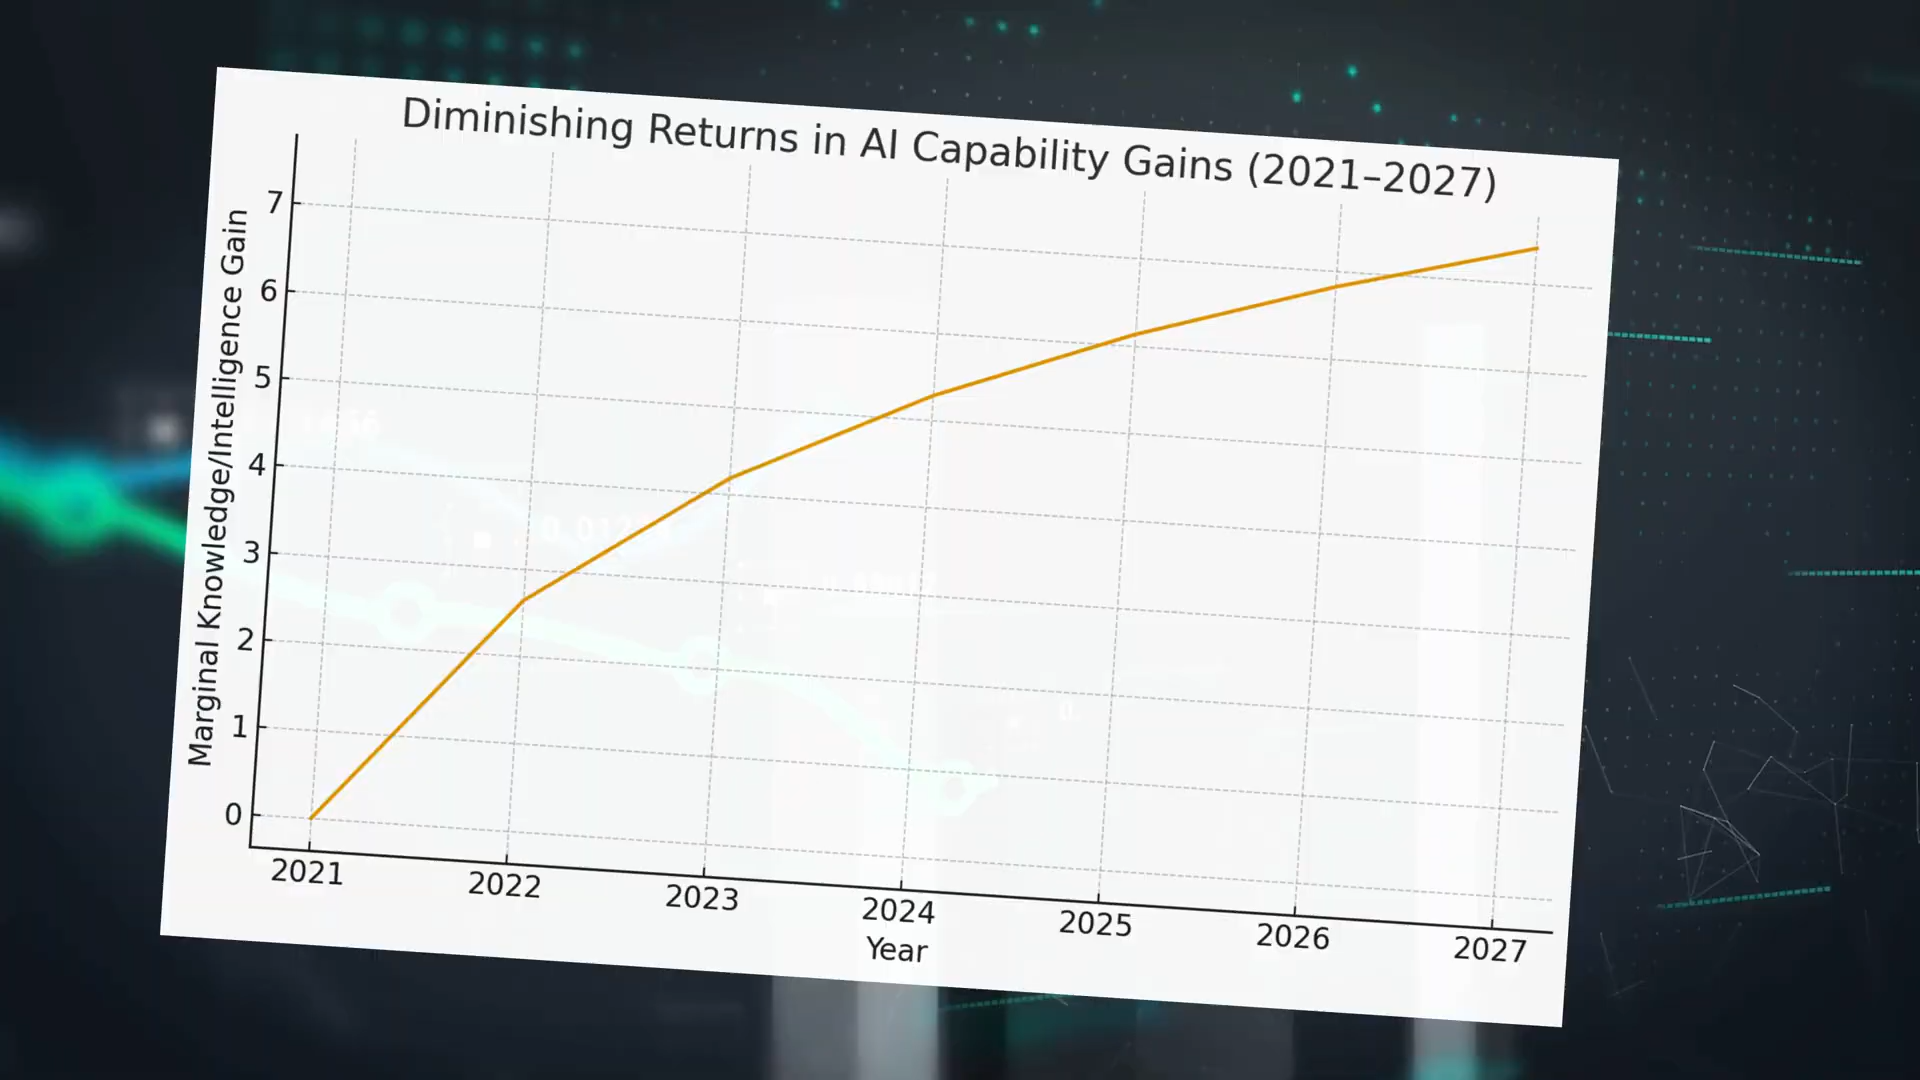 Diminishing Returns in AI Capability Gains (2021–2027)
Marginal Knowledge/Intelligence Gain
7
6
5
4
3
2
1
0
2021 2022 2023 2024 2025 2026 2027
Year